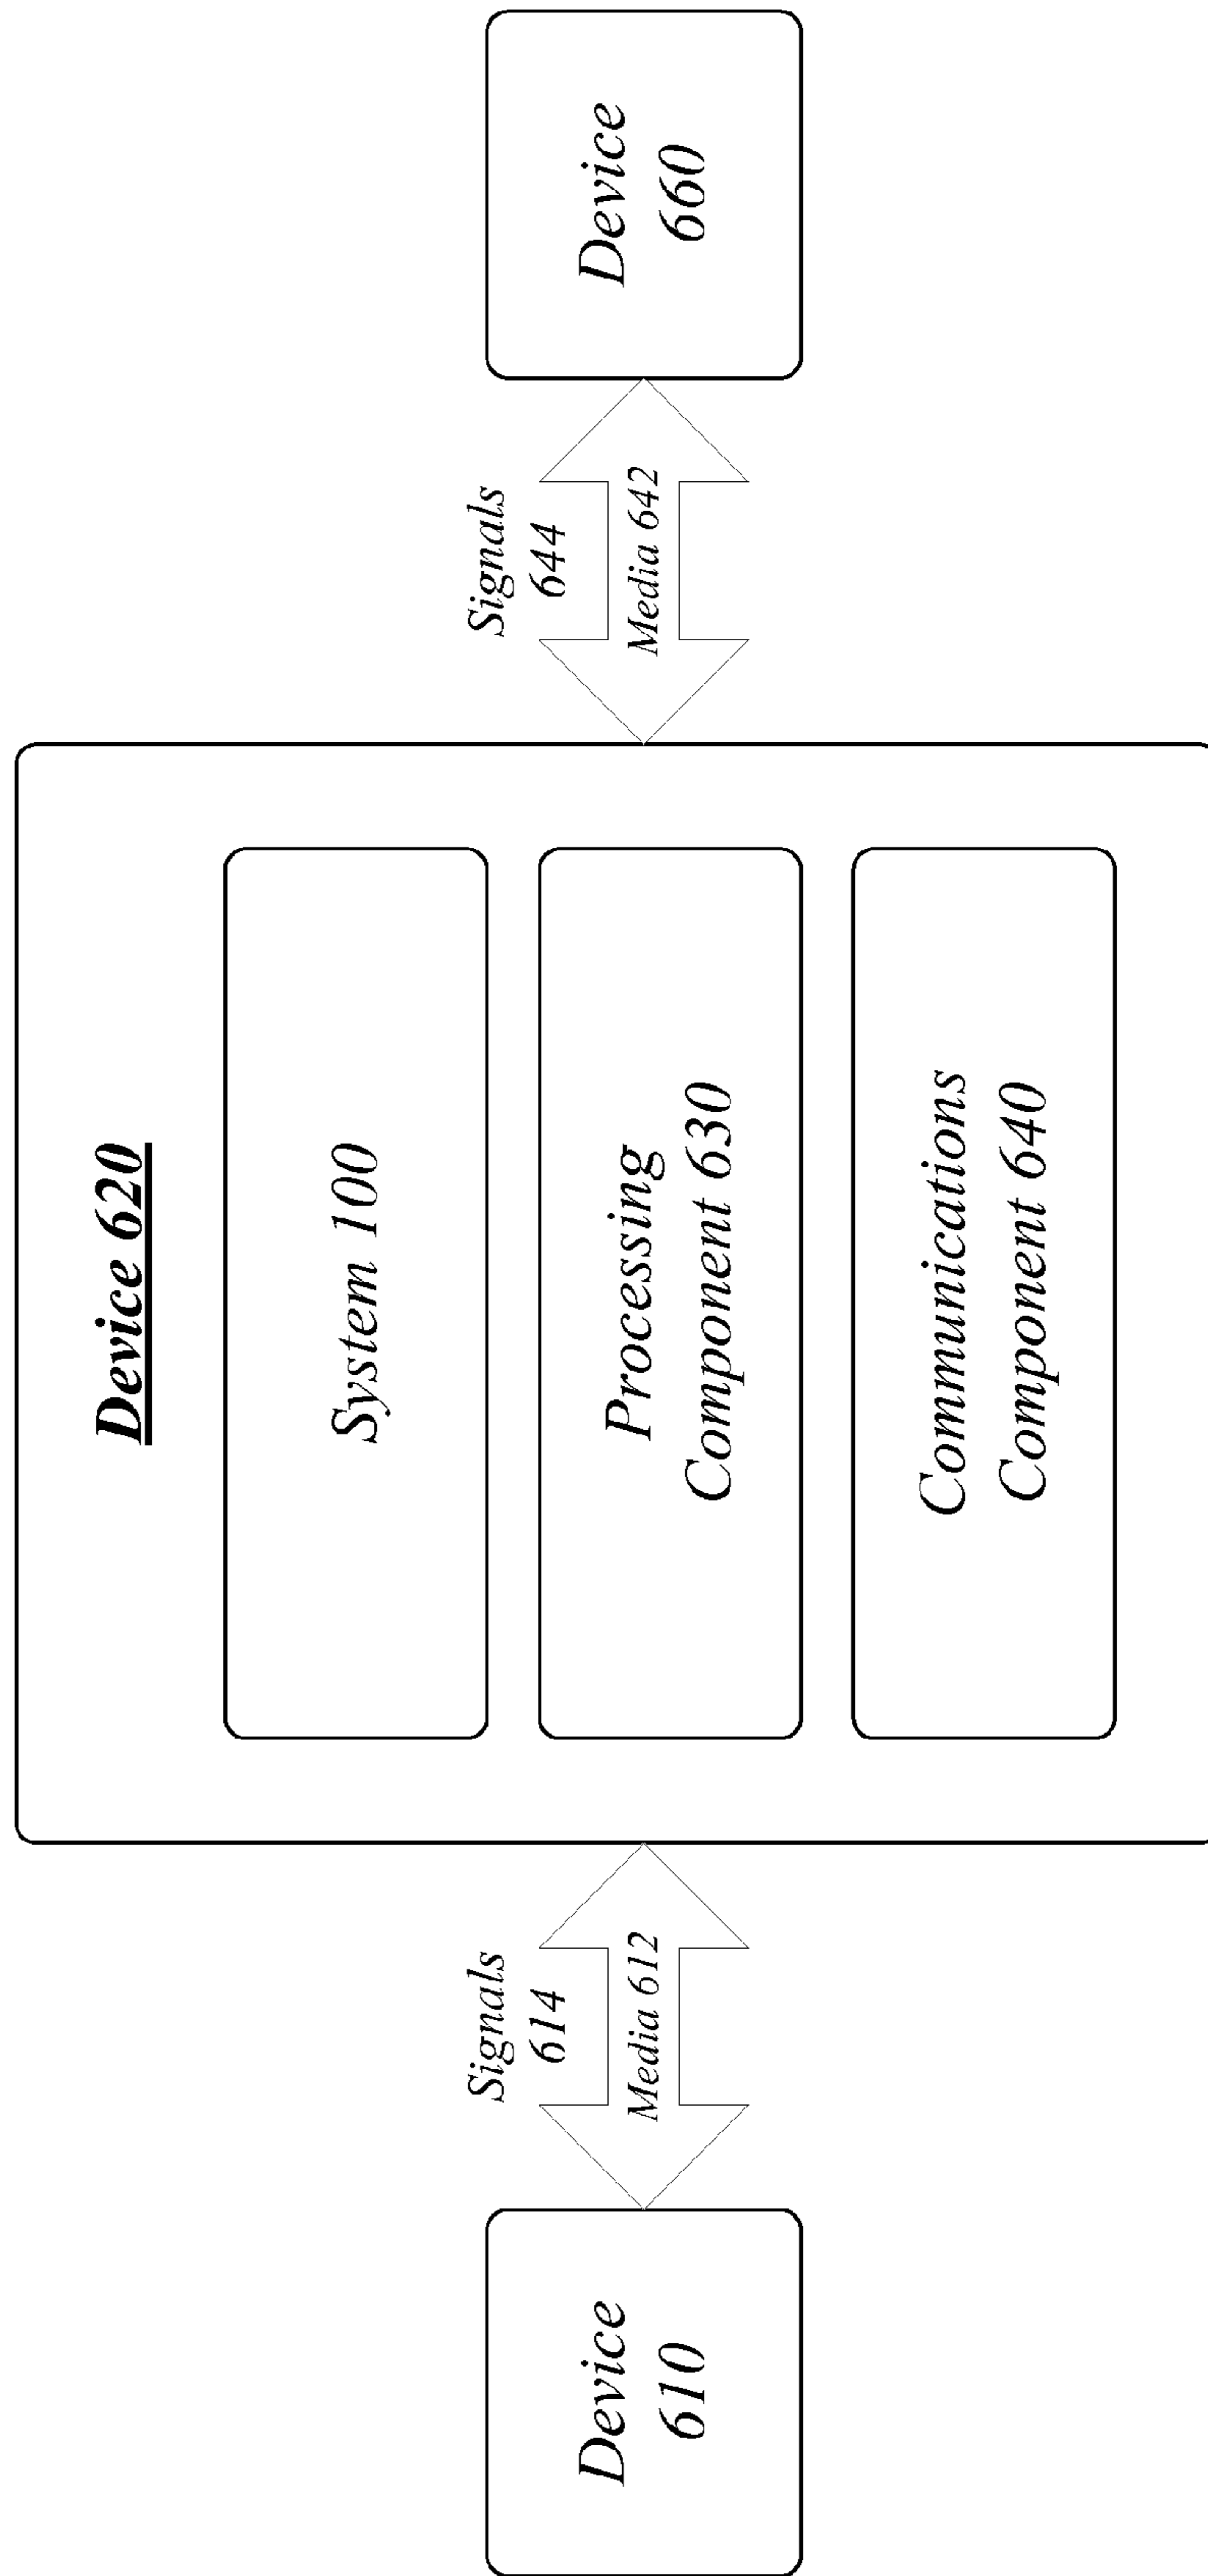 Device 620
System 100
Processing
Component 630
Communications
Component 640
Device
610
Signals
614
Media 612
Signals
644
Media 642
Device
660